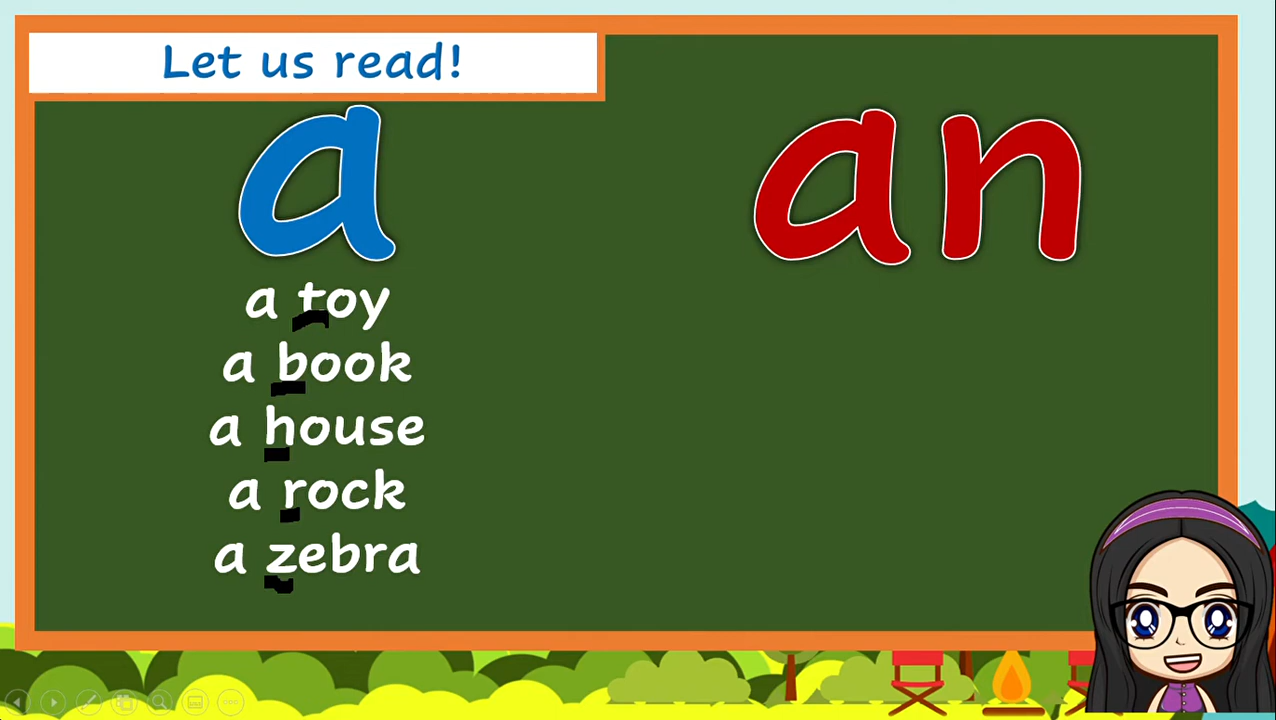 Let us read!
a
a toy
a book
a house
a rock
a zebra
an